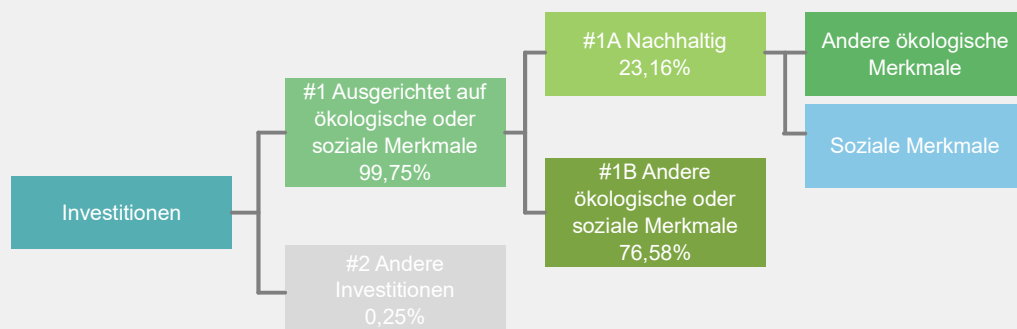 Investitionen
#1 Ausgerichtet auf
ökologische oder
soziale Merkmale
99,75%
#2 Andere
Investitionen
0,25%
#1A Nachhaltig
23,16%
#1B Andere
ökologische oder
soziale Merkmale
76,58%
Andere ökologische
Merkmale
Soziale Merkmale